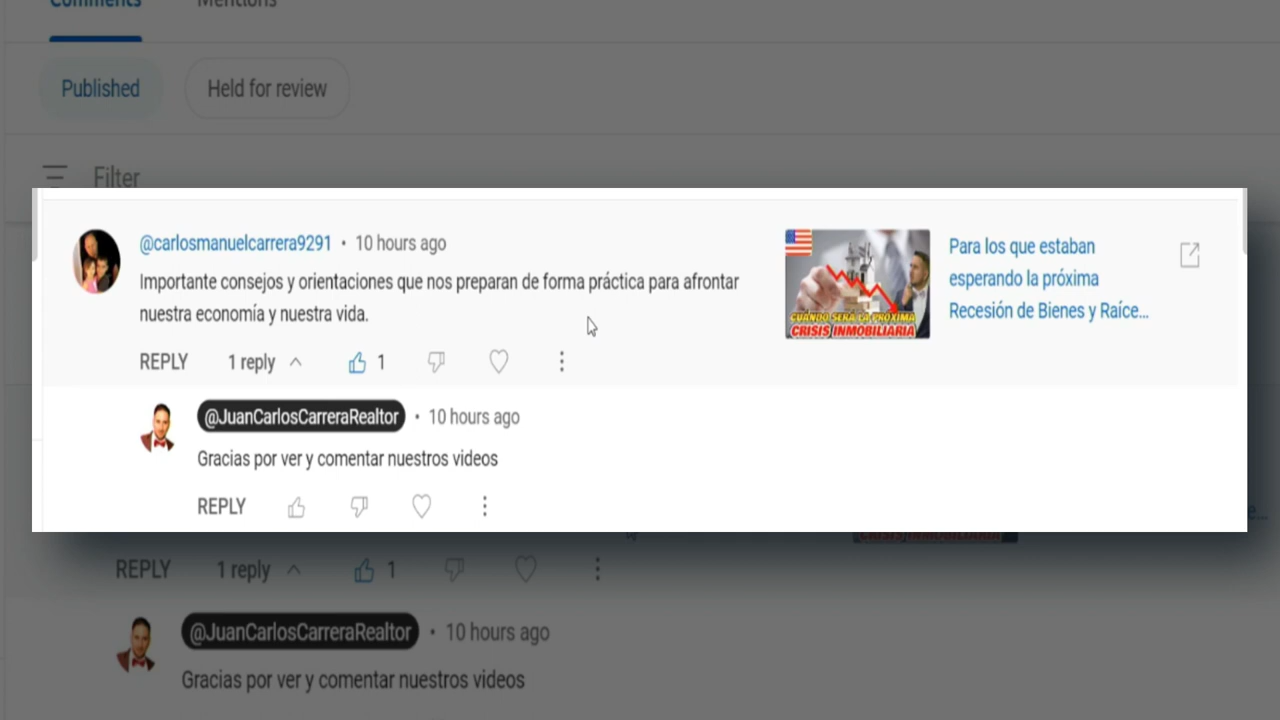 Comments
Mentions
Published
Held for review
Filter
@carlosmanuelcarrera9291 • 10 hours ago
Importante consejos y orientaciones que nos preparan de forma práctica para afrontar
nuestra economía y nuestra vida.
REPLY 1 reply 1
CUANDO SERA LA PROXIMA
CRISIS INMOBILIARIA
Para los que estaban
esperando la próxima
Recesión de Bienes y Raíce...
@JuanCarlosCarreraRealtor • 10 hours ago
Gracias por ver y comentar nuestros videos
REPLY
CRISIS INMOBILIARIA
REPLY 1 reply 1
@JuanCarlosCarreraRealtor • 10 hours ago
Gracias por ver y comentar nuestros videos